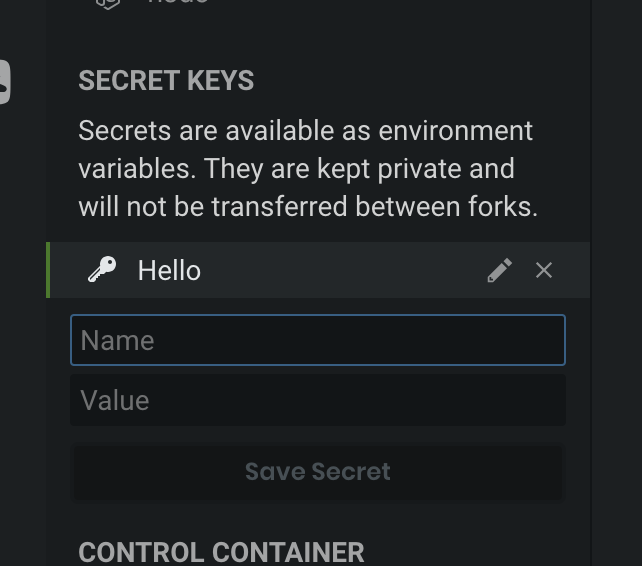 SECRET KEYS
Secrets are available as environment
variables. They are kept private and
will not be transferred between forks.
Hello
Name
Value
Save Secret
CONTROL CONTAINER